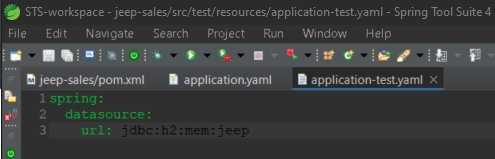 STS-workspace - jeep-sales/src/test/resources/application-test.yaml - Spring Tool Suite 4
File Edit Navigate Search Project Run Window Help
jeep-sales/pom.xml application.yaml application-test.yaml
1 spring:
2   datasource:
3     url: jdbc:h2:mem:jeep